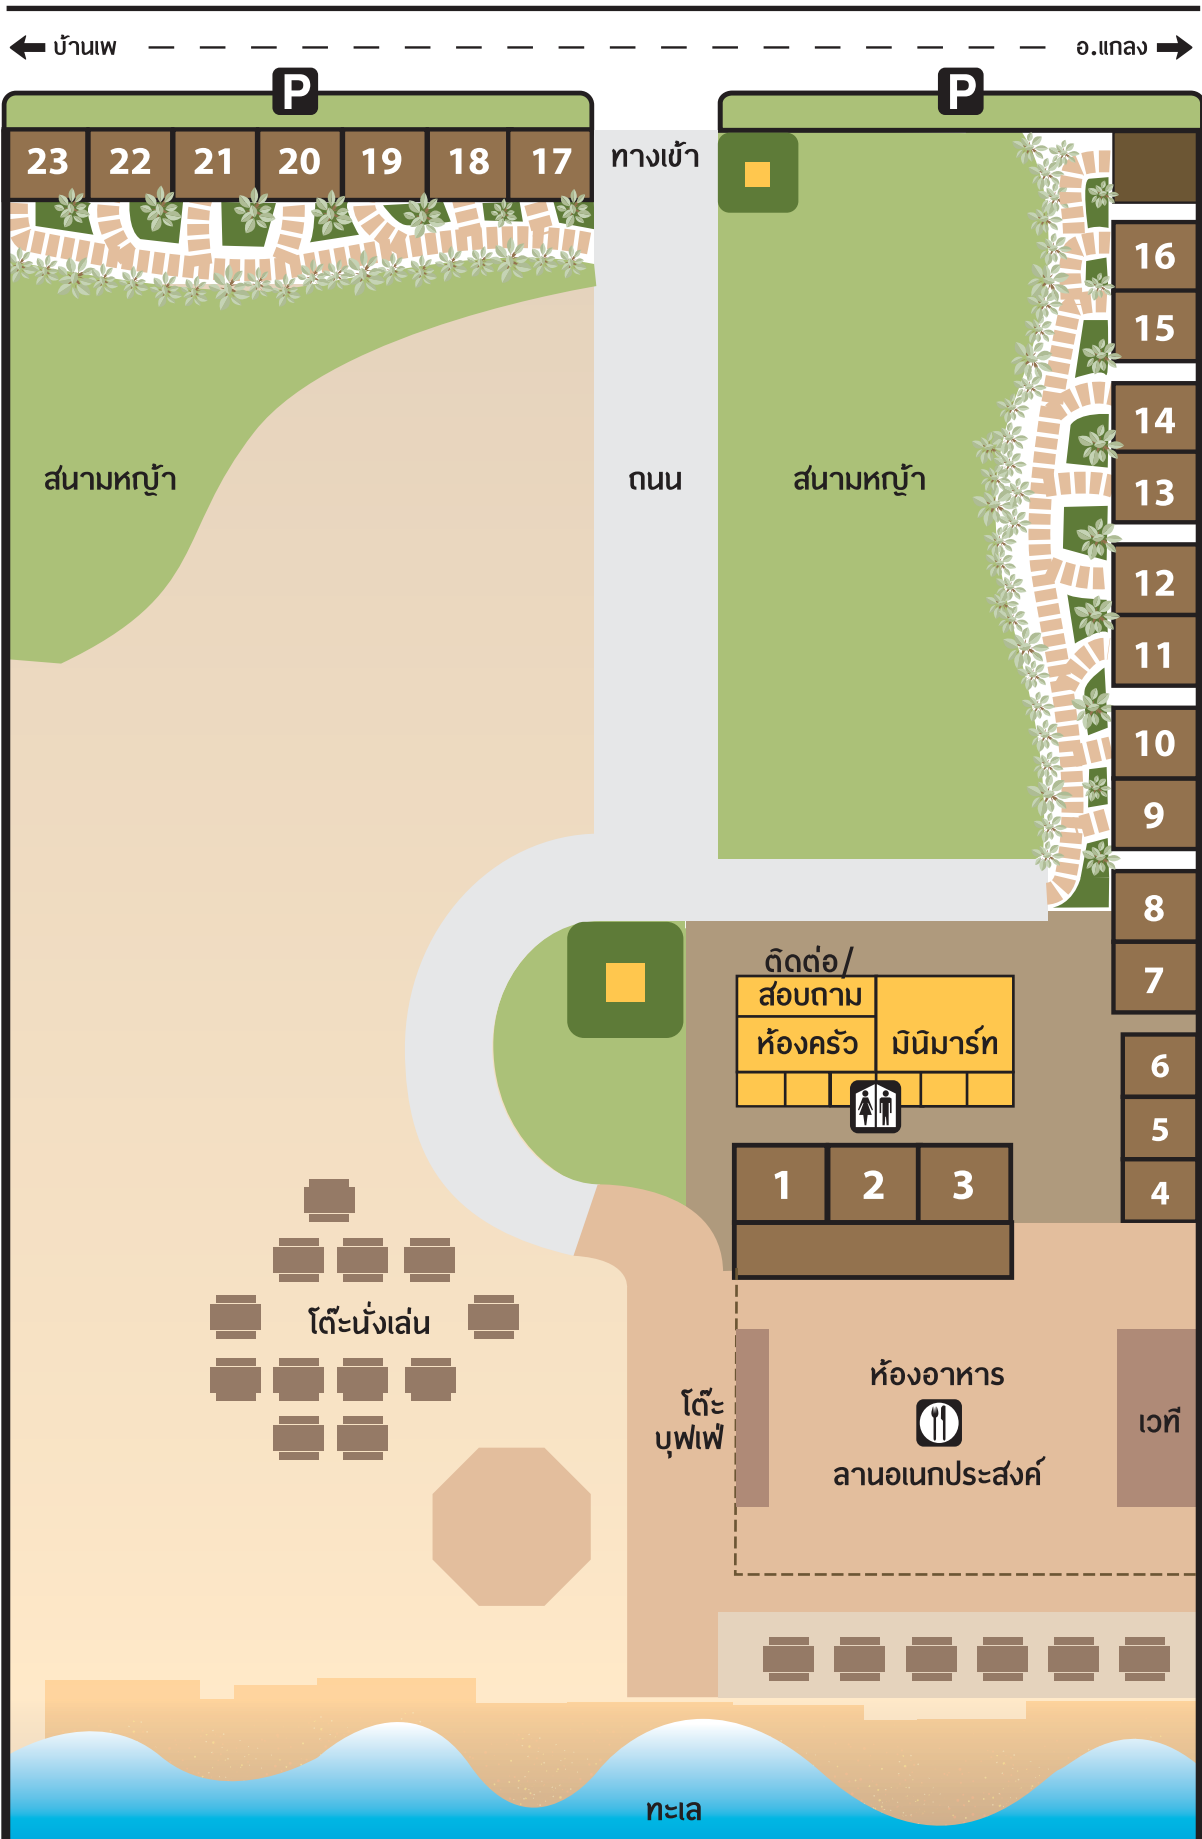 บ้านเพ
อ.แกลง
P
P
23 22 21 20 19 18 17
ทางเข้า
16
15
14
13
12
11
10
9
8
7
6
5
4
สนามหญ้า
ถนน
สนามหญ้า
ติดต่อ/
สอบถาม
ห้องครัว
มินิมาร์ท
1 2 3
โต๊ะนั่งเล่น
โต๊ะ
บุฟเฟ่
ห้องอาหาร
ลานอเนกประสงค์
เวที
ทะเล